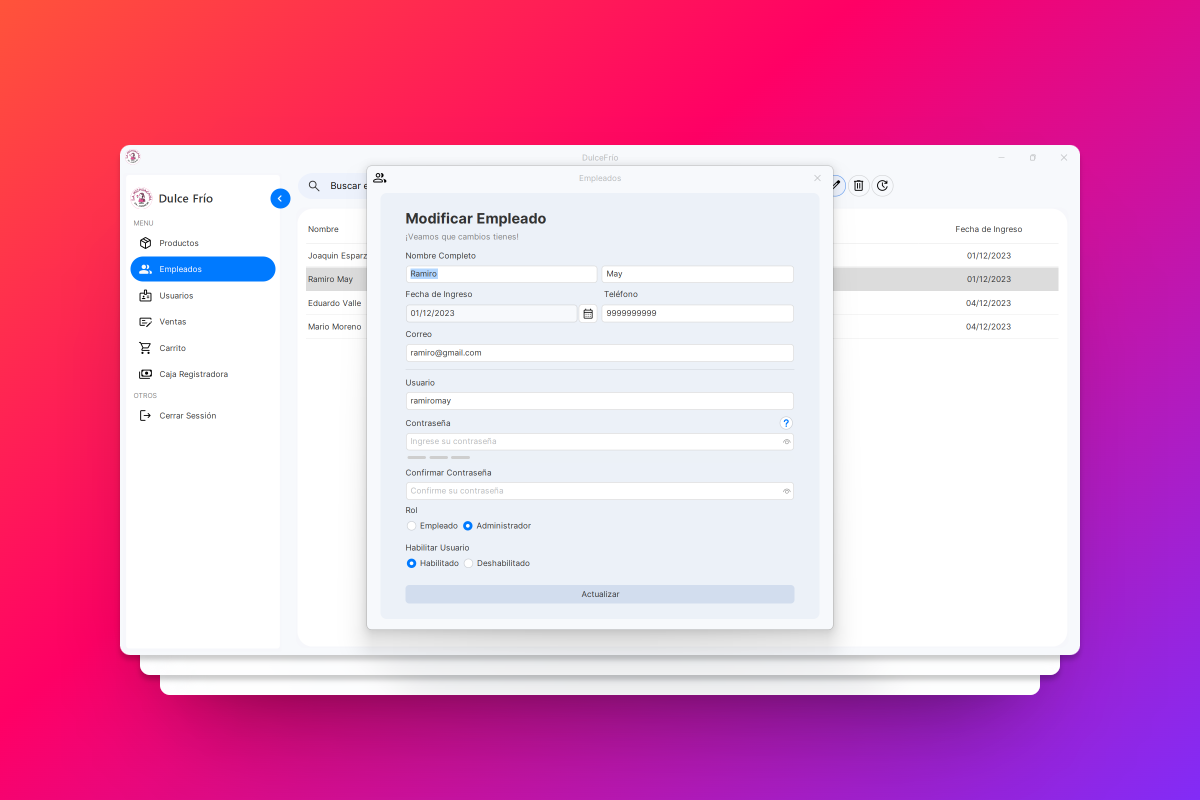 DulceFrío
Dulce Frío
MENU
Productos
Empleados
Usuarios
Ventas
Carrito
Caja Registradora
OTROS
Cerrar Sesión
Buscar
Nombre
Fecha de Ingreso
Joaquin
01/12/2023
Ramiro May
01/12/2023
Eduardo Valle
04/12/2023
Mario Moreno
04/12/2023
Empleados
Modificar Empleado
¡Veamos que cambios tienes!
Nombre Completo
Ramiro May
Fecha de Ingreso Teléfono
01/12/2023 9999999999
Correo
ramiro@gmail.com
Usuario
ramiromay
Contraseña ?
Ingrese su contraseña
Confirmar Contraseña
Confirme su contraseña
Rol
Empleado Administrador
Habilitar Usuario
Habilitado Deshabilitado
Actualizar